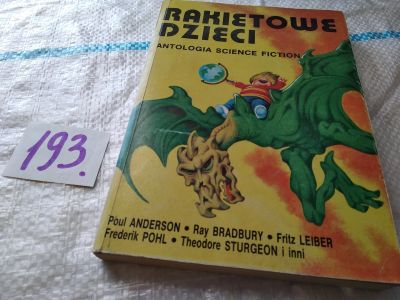 RAKIETOWE
DZIECI
ANTOLOGIA SCIENCE FICTION
193.
Poul ANDERSON • Ray BRADBURY • Fritz LEIBER
Frederik POHL • Theodore STURGEON i inni